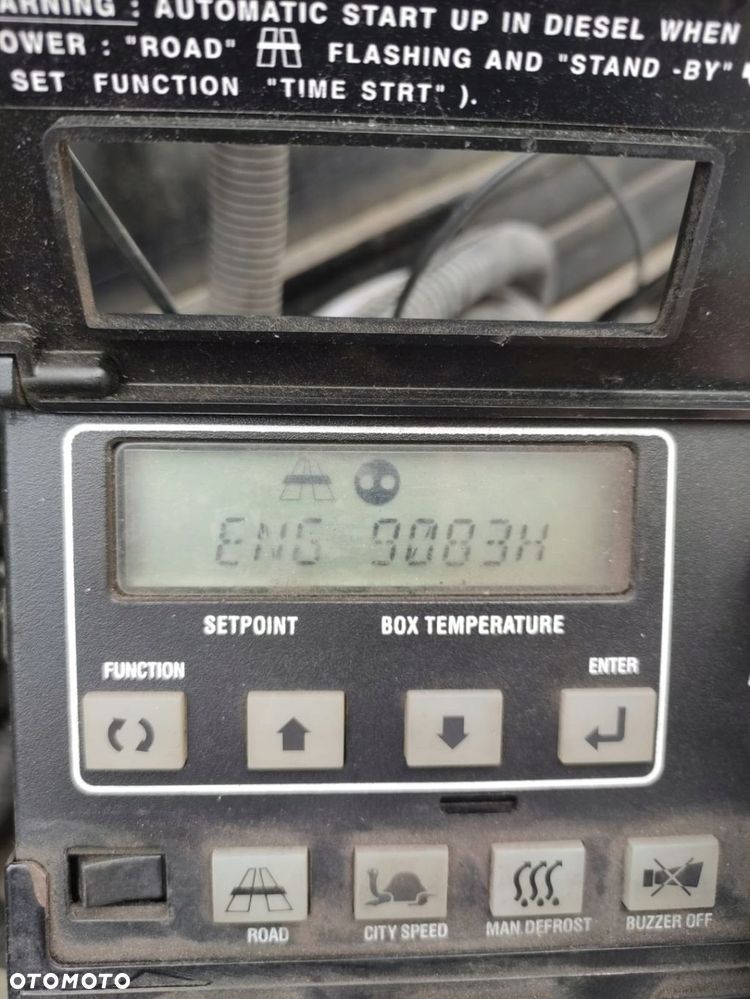 ARNING : AUTOMATIC START UP IN DIESEL WHEN
OWER : "ROAD" FLASHING AND "STAND -BY"
SET FUNCTION "TIME STRT" ).
ENG 9083H
SETPOINT BOX TEMPERATURE
FUNCTION ENTER
ROAD CITY SPEED MAN.DEFROST BUZZER OFF
OTOMOTO